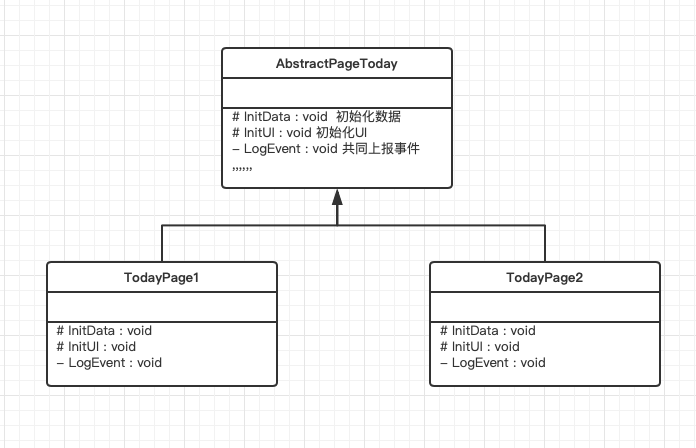 AbstractPageToday
# InitData : void  初始化数据
# InitUI : void 初始化UI
– LogEvent : void 共同上报事件
,,,,,,
TodayPage1
# InitData : void
# InitUI : void
– LogEvent : void
TodayPage2
# InitData : void
# InitUI : void
– LogEvent : void